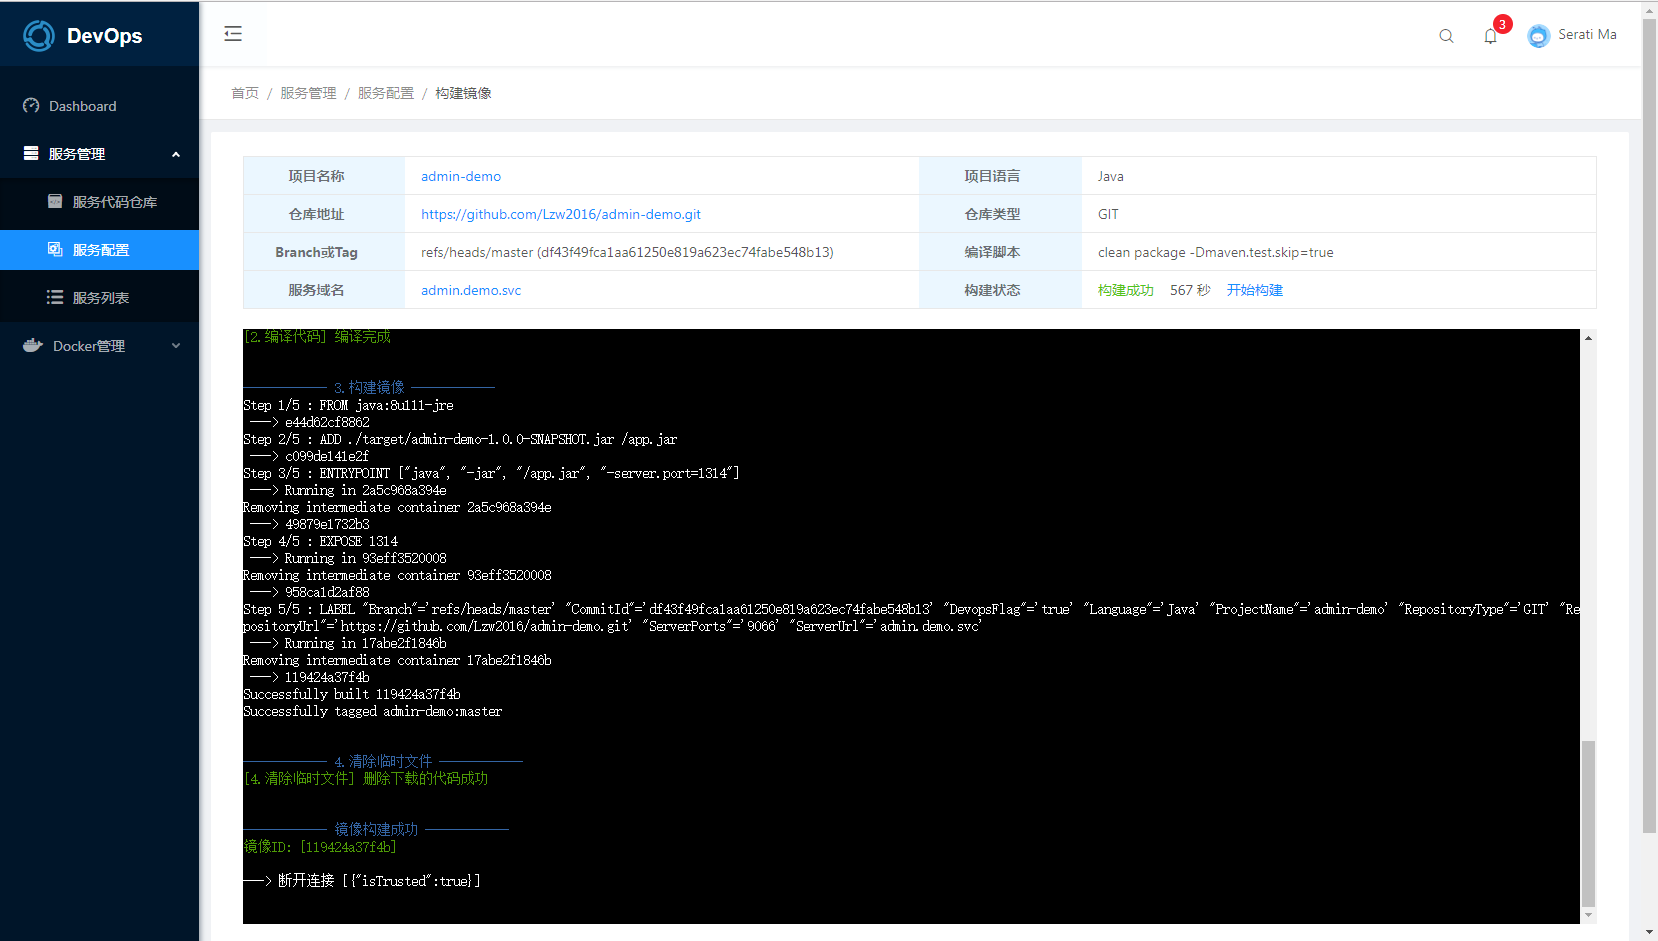 DevOps
3
Serati Ma
Dashboard
服务管理
服务代码仓库
服务配置
服务列表
Docker管理
首页 / 服务管理 / 服务配置 / 构建镜像
项目名称 admin-demo 项目语言 Java
仓库地址 https://github.com/Lzw2016/admin-demo.git 仓库类型 GIT
Branch或Tag refs/heads/master (df43f49fca1aa61250e819a623ec74fabe548b13) 编译脚本 clean package -Dmaven.test.skip=true
服务域名 admin.demo.svc 构建状态 构建成功 567 秒 开始构建
[2.编译代码] 编译完成
------------ 3.构建镜像 ------------
Step 1/5 : FROM java:8u111-jre
---> e44d62cf8862
Step 2/5 : ADD ./target/admin-demo-1.0.0-SNAPSHOT.jar /app.jar
---> c099de141e2f
Step 3/5 : ENTRYPOINT ["java", "-jar", "/app.jar", "-server.port=1314"]
---> Running in 2a5c968a394e
Removing intermediate container 2a5c968a394e
---> 49879e1732b3
Step 4/5 : EXPOSE 1314
---> Running in 93eff3520008
Removing intermediate container 93eff3520008
---> 958ca1d2af88
Step 5/5 : LABEL "Branch"='refs/heads/master' "CommitId"='df43f49fca1aa61250e819a623ec74fabe548b13' "DevopsFlag"='true' "Language"='Java' "ProjectName"='admin-demo' "RepositoryType"='GIT' "Re
positoryUrl"='https://github.com/Lzw2016/admin-demo.git' "ServerPorts"='9066' "ServerUrl"='admin.demo.svc'
---> Running in 17abe2f1846b
Removing intermediate container 17abe2f1846b
---> 119424a37f4b
Successfully built 119424a37f4b
Successfully tagged admin-demo:master
------------ 4.清除临时文件 ------------
[4.清除临时文件] 删除下载的代码成功
------------ 镜像构建成功 ------------
镜像ID: [119424a37f4b]
----> 断开连接 [{"isTrusted":true}]